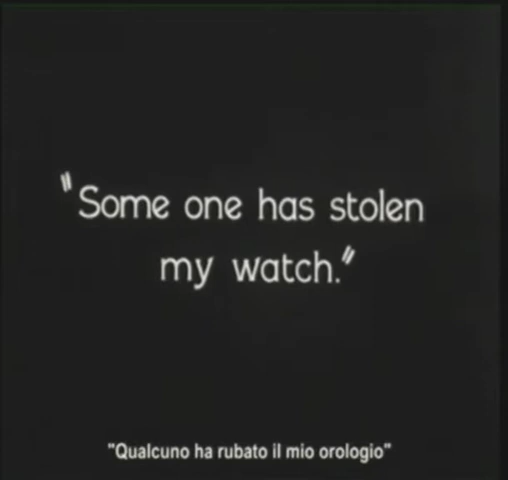 "Some one has stolen
my watch."
"Qualcuno ha rubato il mio orologio"